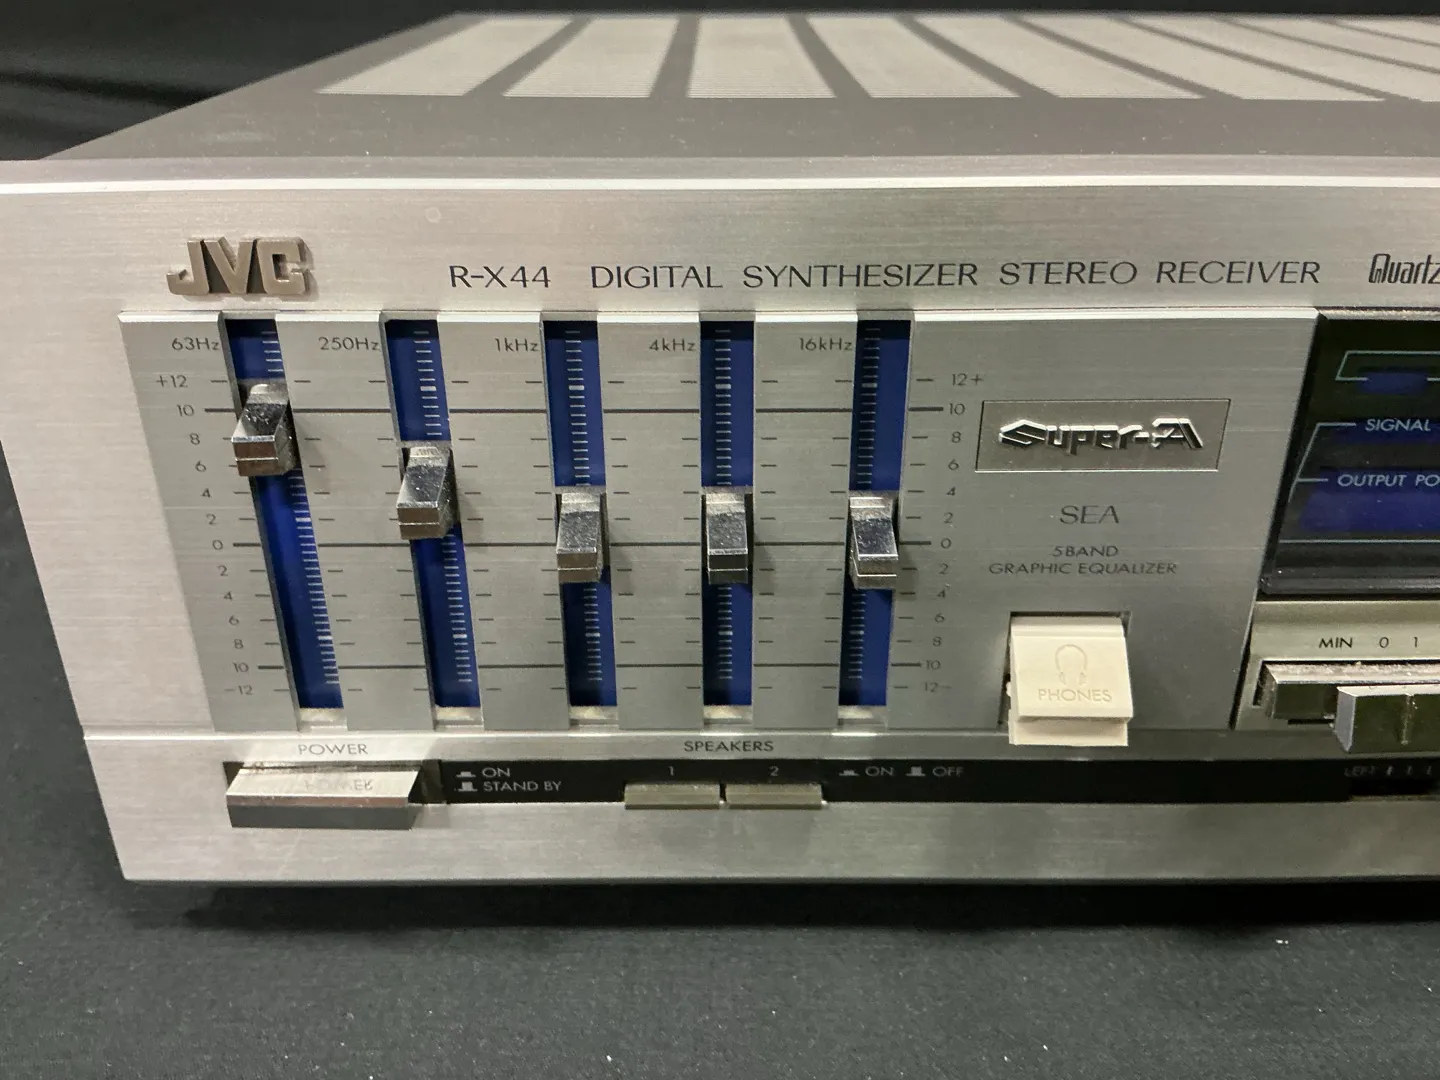 JVC
R-X44 DIGITAL SYNTHESIZER STEREO RECEIVER Quartz
63Hz 250Hz 1kHz 4kHz 16kHz
+12 12+
10 10
8 8
6 6
4 4
2 2
0 0
2 2
4 4
6 6
8 8
10 10
-12 12-
Super-A
SEA
5BAND
GRAPHIC EQUALIZER
PHONES
SIGNAL
OUTPUT PO
MIN 0 1
POWER
ON
STAND BY
SPEAKERS
1 2
ON OFF
LEFT